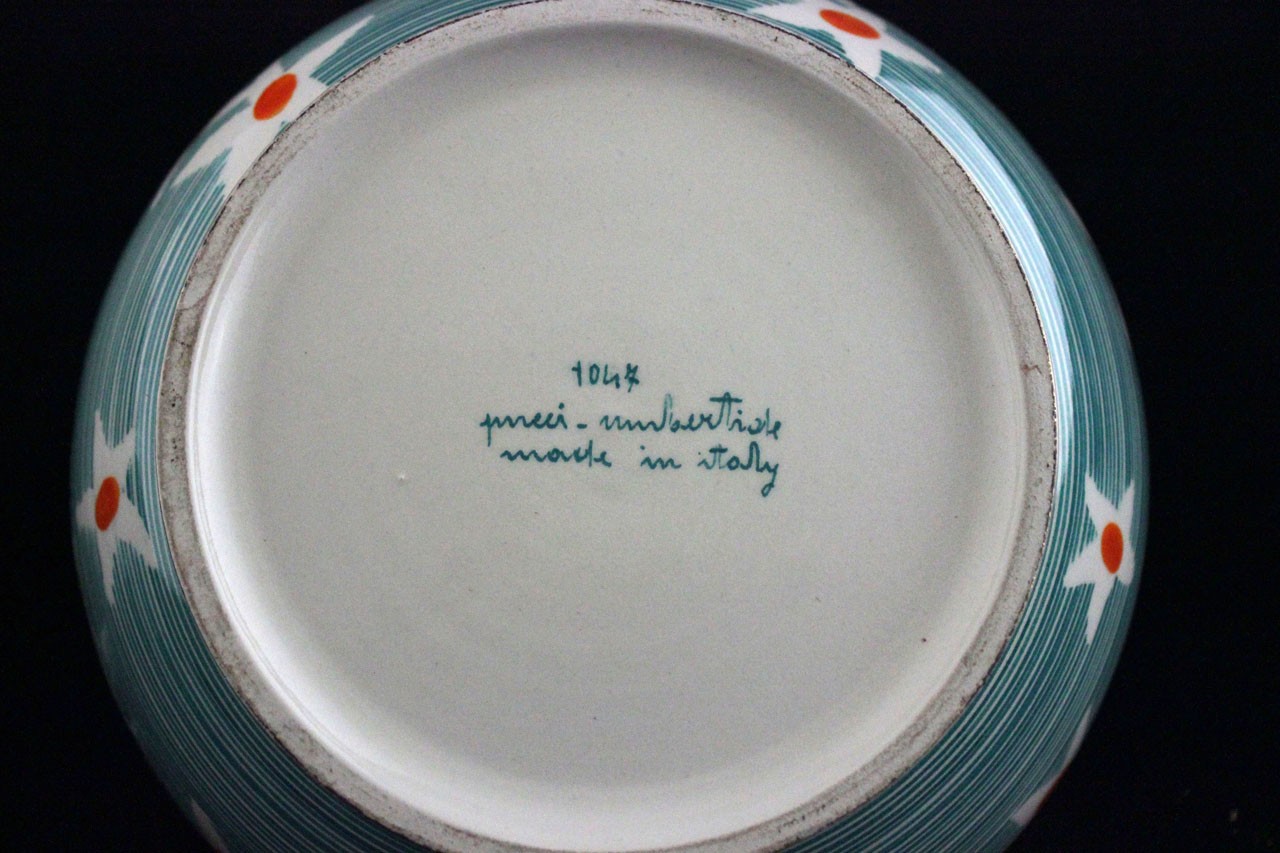 1047
pucci - umbertide
made in italy